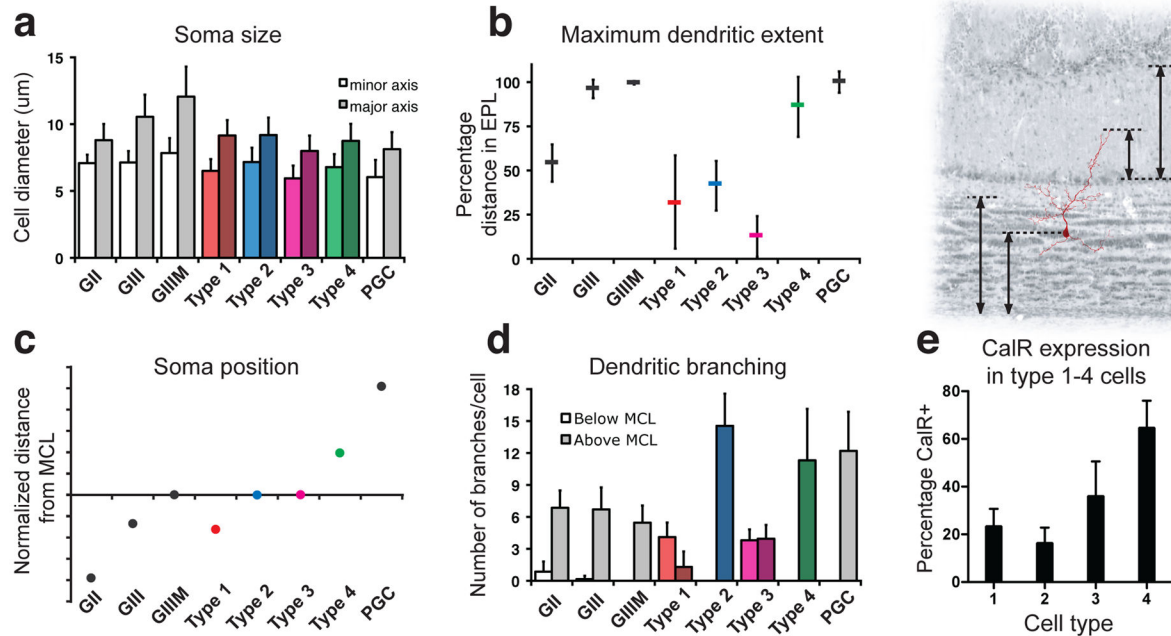 a
Soma size
Cell diameter (um)
15
10
5
0
minor axis
major axis
GII
GIII
GIIIM
Type 1
Type 2
Type 3
Type 4
PGC
b
Maximum dendritic extent
Percentage
distance in EPL
100
75
50
25
0
GII
GIII
GIIIM
Type 1
Type 2
Type 3
Type 4
PGC
c
Soma position
Normalized distance
from MCL
GII
GIII
GIIIM
Type 1
Type 2
Type 3
Type 4
PGC
d
Dendritic branching
Number of branches/cell
18
15
12
9
6
3
0
Below MCL
Above MCL
GII
GIII
GIIIM
Type 1
Type 2
Type 3
Type 4
PGC
e
CalR expression
in type 1-4 cells
Percentage CalR+
80
60
40
20
0
1
2
3
4
Cell type